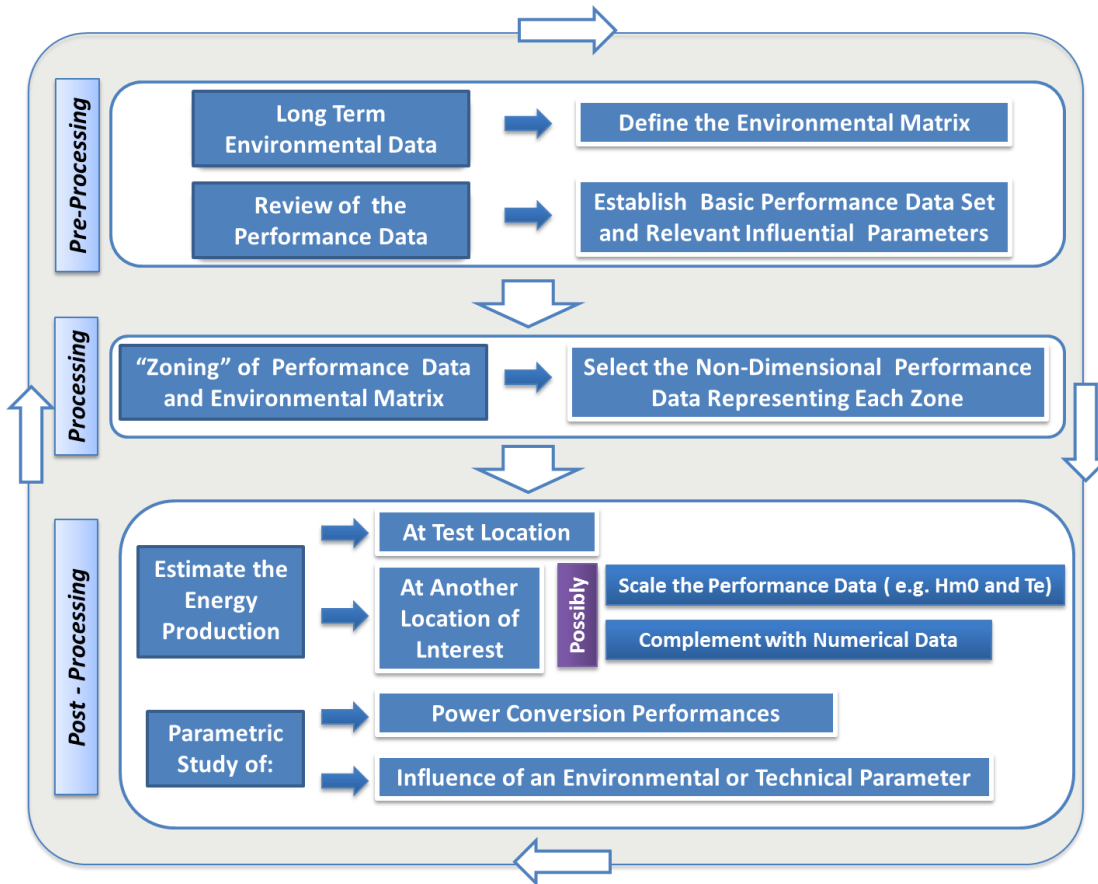 Pre-Processing
Long Term
Environmental Data
Define the Environmental Matrix
Review of the
Performance Data
Establish Basic Performance Data Set
and Relevant Influential Parameters
Processing
“Zoning” of Performance Data
and Environmental Matrix
Select the Non-Dimensional Performance
Data Representing Each Zone
Post - Processing
Estimate the
Energy
Production
At Test Location
At Another
Location of
Lnterest
Possibly
Scale the Performance Data ( e.g. Hm0 and Te)
Complement with Numerical Data
Parametric
Study of:
Power Conversion Performances
Influence of an Environmental or Technical Parameter